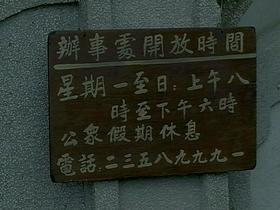 辦事處開放時間
星期一至日：上午八
時至下午六時
公衆假期休息
電話：二三五八九九九一